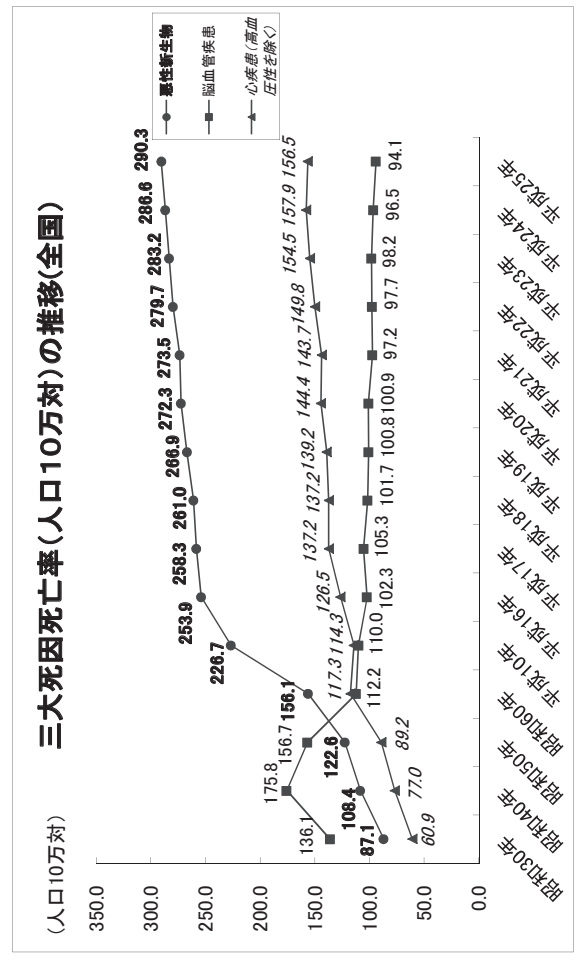 三大死因死亡率(人口10万対)の推移(全国)
(人口10万対)
悪性新生物
脳血管疾患
心疾患(高血
圧性を除く)
350.0
300.0
250.0
200.0
150.0
100.0
50.0
0.0
87.1
108.4
122.6
156.1
226.7
253.9
258.3
261.0
266.9
272.3
273.5
279.7
283.2
286.6
290.3
136.1
175.8
156.7
112.2
110.0
102.3
105.3
101.7
100.8
100.9
97.2
97.7
98.2
96.5
94.1
60.9
77.0
89.2
117.3
114.3
126.5
137.2
137.2
139.2
144.4
143.7
149.8
154.5
157.9
156.5
昭和30年
昭和40年
昭和50年
昭和60年
平成10年
平成16年
平成17年
平成18年
平成19年
平成20年
平成21年
平成22年
平成23年
平成24年
平成25年